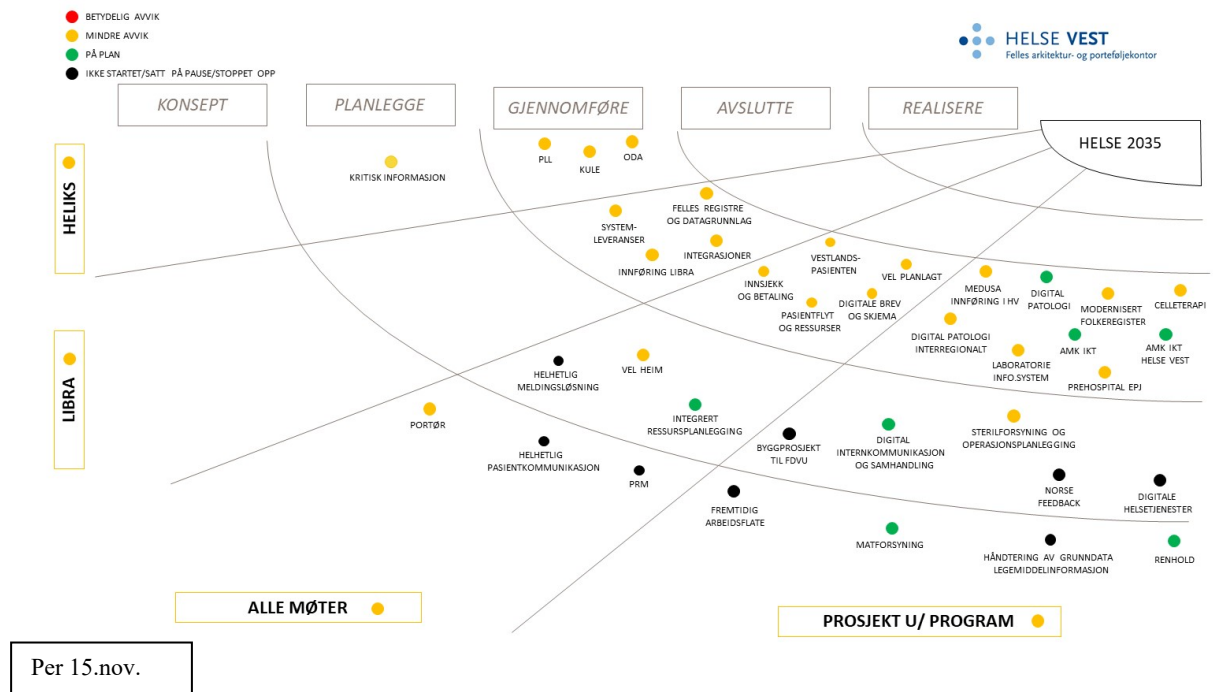 BETYDELIG AVVIK
MINDRE AVVIK
PÅ PLAN
IKKE STARTET/SATT PÅ PAUSE/STOPPET OPP
HELSE VEST
Felles arkitektur- og porteføljekontor
KONSEPT
PLANLEGGE
GJENNOMFØRE
AVSLUTTE
REALISERE
HELSE 2035
HELIKS
KRITISK INFORMASJON
PLL
KULE
ODA
FELLES REGISTRE
OG DATAGRUNNLAG
SYSTEM-
LEVERANSER
INNFØRING LIBRA
INTEGRASJONER
INNSJEKK
OG BETALING
VESTLANDS-
PASIENTEN
VEL PLANLAGT
PASIENTFLYT
OG RESSURSER
DIGITALE BREV
OG SKJEMA
MEDUSA
INNFØRING I HV
DIGITAL
PATOLOGI
MODERNISERT
FOLKEREGISTER
CELLETERAPI
DIGITAL PATOLOGI
INTERREGIONALT
LABORATORIE
INFO.SYSTEM
AMK IKT
AMK IKT
HELSE VEST
PREHOSPITAL EPJ
LIBRA
HELHETLIG
MELDINGSLØSNING
VEL HEIM
PORTØR
INTEGRERT
RESSURSPLANLEGGING
HELHETLIG
PASIENTKOMMUNIKASJON
PRM
BYGGPROSJEKT
TIL FDVU
DIGITAL
INTERNKOMMUNIKASJON
OG SAMHANDLING
STERILFORSYNING OG
OPERASJONSPLANLEGGING
FREMTIDIG
ARBEIDSFLATE
NORSE
FEEDBACK
DIGITALE
HELSETJENESTER
MATFORSYNING
HÅNDTERING AV GRUNNDATA
LEGEMIDDELINFORMASJON
RENHOLD
ALLE MØTER
PROSJEKT U/ PROGRAM
Per 15.nov.